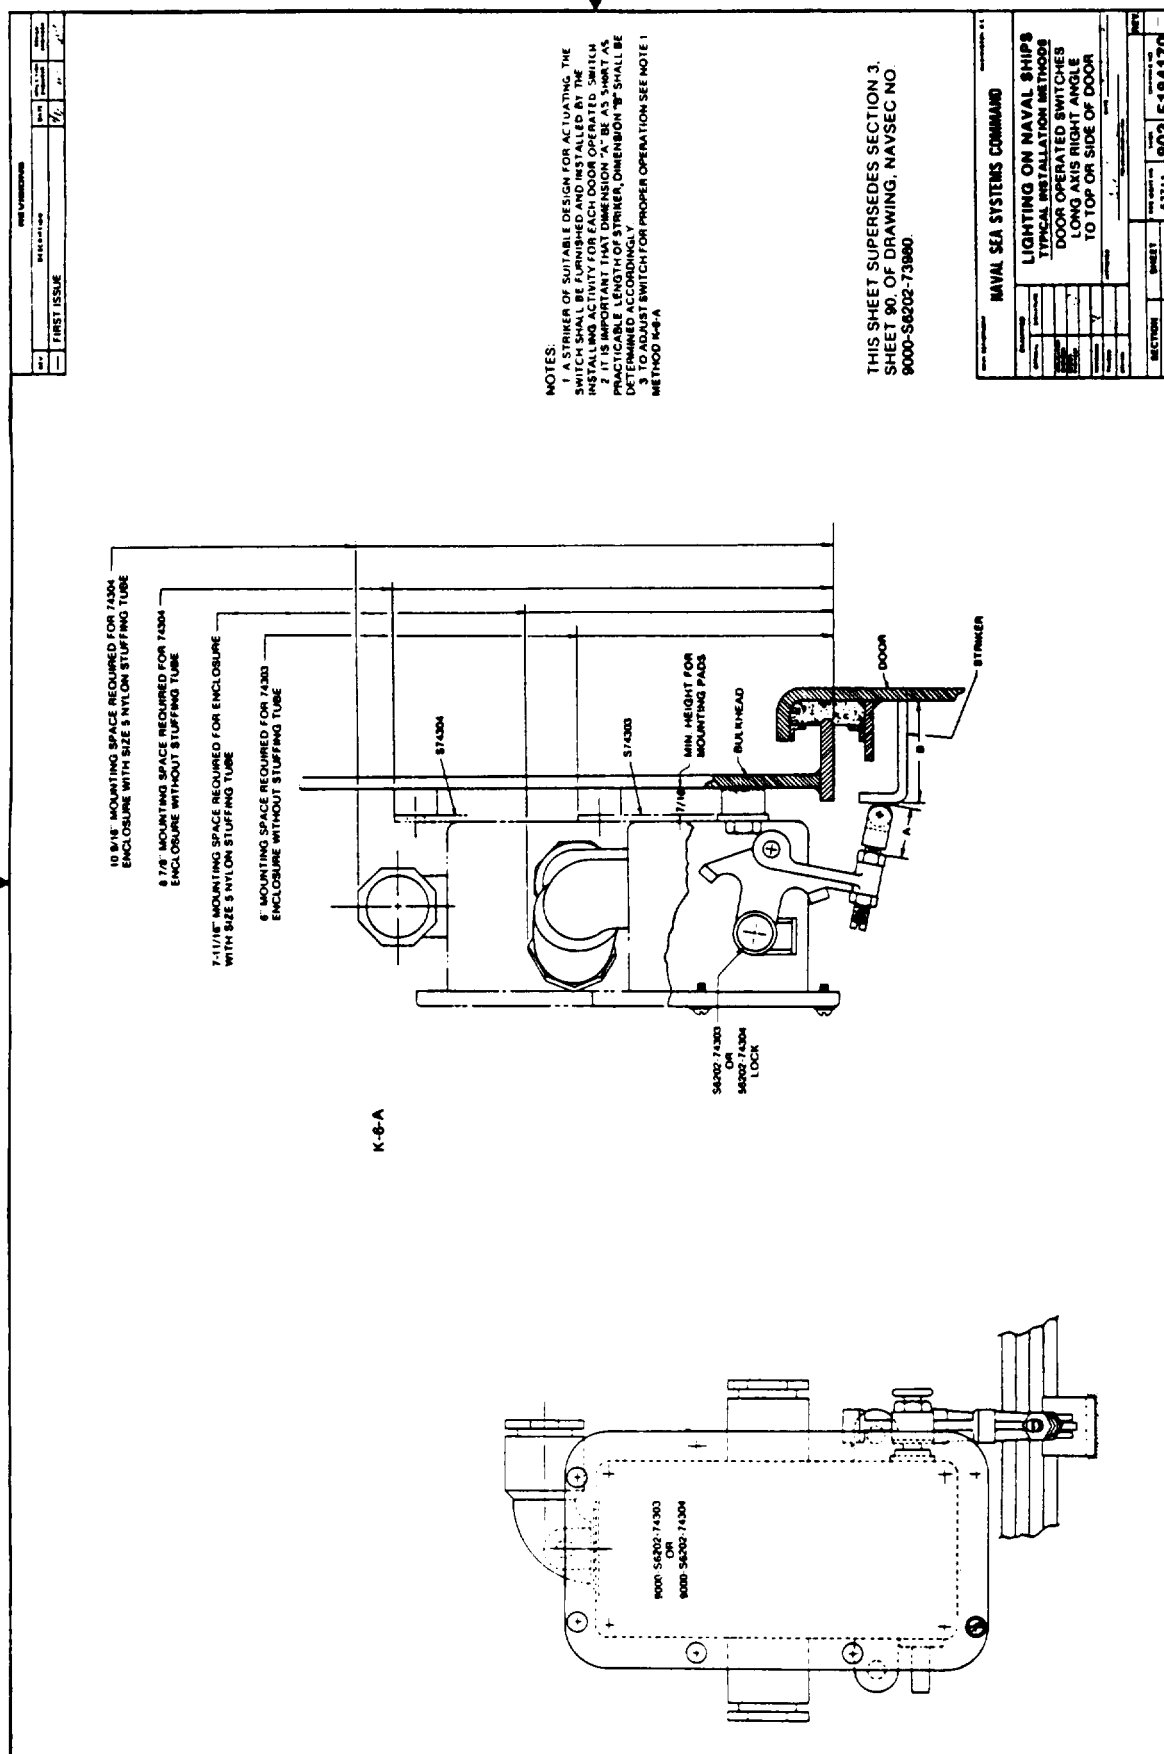 REVISIONS
REV
DESCRIPTION
DATE
— FIRST ISSUE
10 9/16" MOUNTING SPACE REQUIRED FOR 74304
ENCLOSURE WITH SIZE 5 NYLON STUFFING TUBE
8 7/8" MOUNTING SPACE REQUIRED FOR 74304
ENCLOSURE WITHOUT STUFFING TUBE
7-11/16" MOUNTING SPACE REQUIRED FOR ENCLOSURE
WITH SIZE 5 NYLON STUFFING TUBE
6" MOUNTING SPACE REQUIRED FOR 74303
ENCLOSURE WITHOUT STUFFING TUBE
S74304
S74303
7/16
MIN. HEIGHT FOR
MOUNTING PADS
BULKHEAD
DOOR
STRIKER
A
B
S6202-74303
OR
S6202-74304
LOCK
K-6-A
9000-S6202-74303
OR
9000-S6202-74304
NOTES:
1 A STRIKER OF SUITABLE DESIGN FOR ACTUATING THE
SWITCH SHALL BE FURNISHED AND INSTALLED BY THE
INSTALLING ACTIVITY FOR EACH DOOR OPERATED SWITCH
2 IT IS IMPORTANT THAT DIMENSION "A" BE AS SHORT AS
PRACTICABLE LENGTH OF STRIKER, DIMENSION "B" SHALL BE
DETERMINED ACCORDINGLY
3 TO ADJUST SWITCH FOR PROPER OPERATION SEE NOTE 1
METHOD K-6-A
THIS SHEET SUPERSEDES SECTION 3,
SHEET 90, OF DRAWING, NAVSEC NO.
9000-S6202-73980.
NAVAL SEA SYSTEMS COMMAND
LIGHTING ON NAVAL SHIPS
TYPICAL INSTALLATION METHODS
DOOR OPERATED SWITCHES
LONG AXIS RIGHT ANGLE
TO TOP OR SIDE OF DOOR
SECTION
SHEET
REV